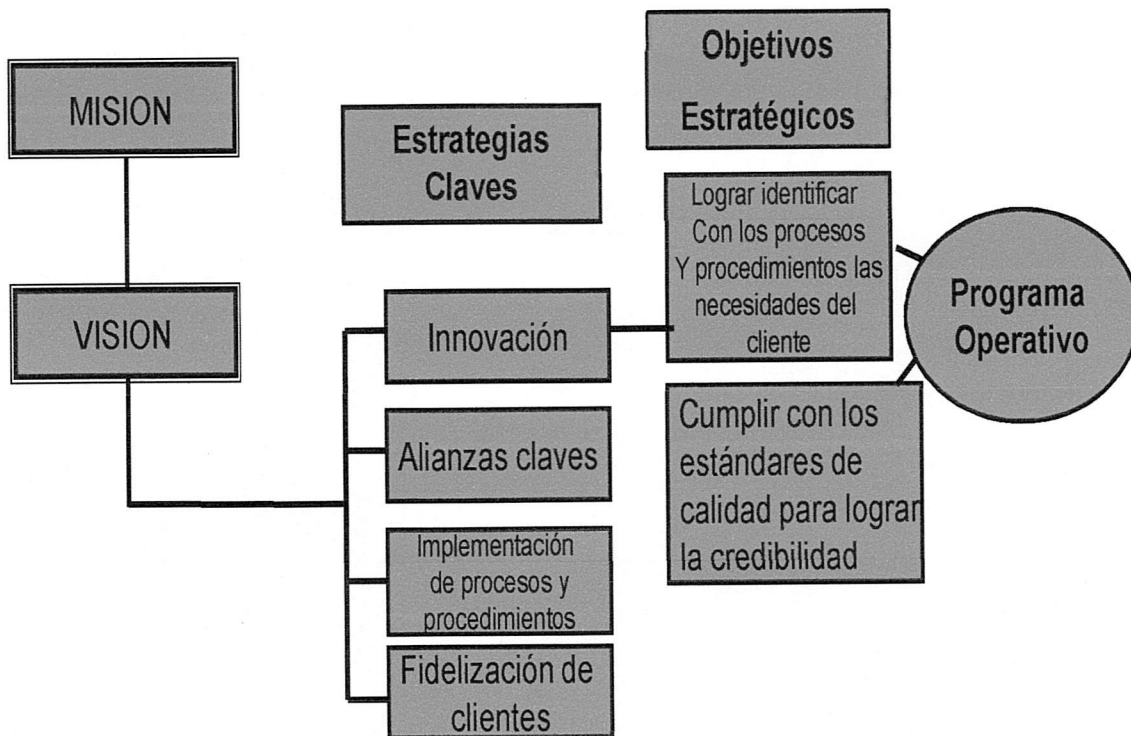 MISION
VISION
Estrategias
Claves
Innovación
Alianzas claves
Implementación
de procesos y
procedimientos
Fidelización de
clientes
Objetivos
Estratégicos
Lograr identificar
Con los procesos
Y procedimientos las
necesidades del
cliente
Cumplir con los
estándares de
calidad para lograr
la credibilidad
Programa
Operativo